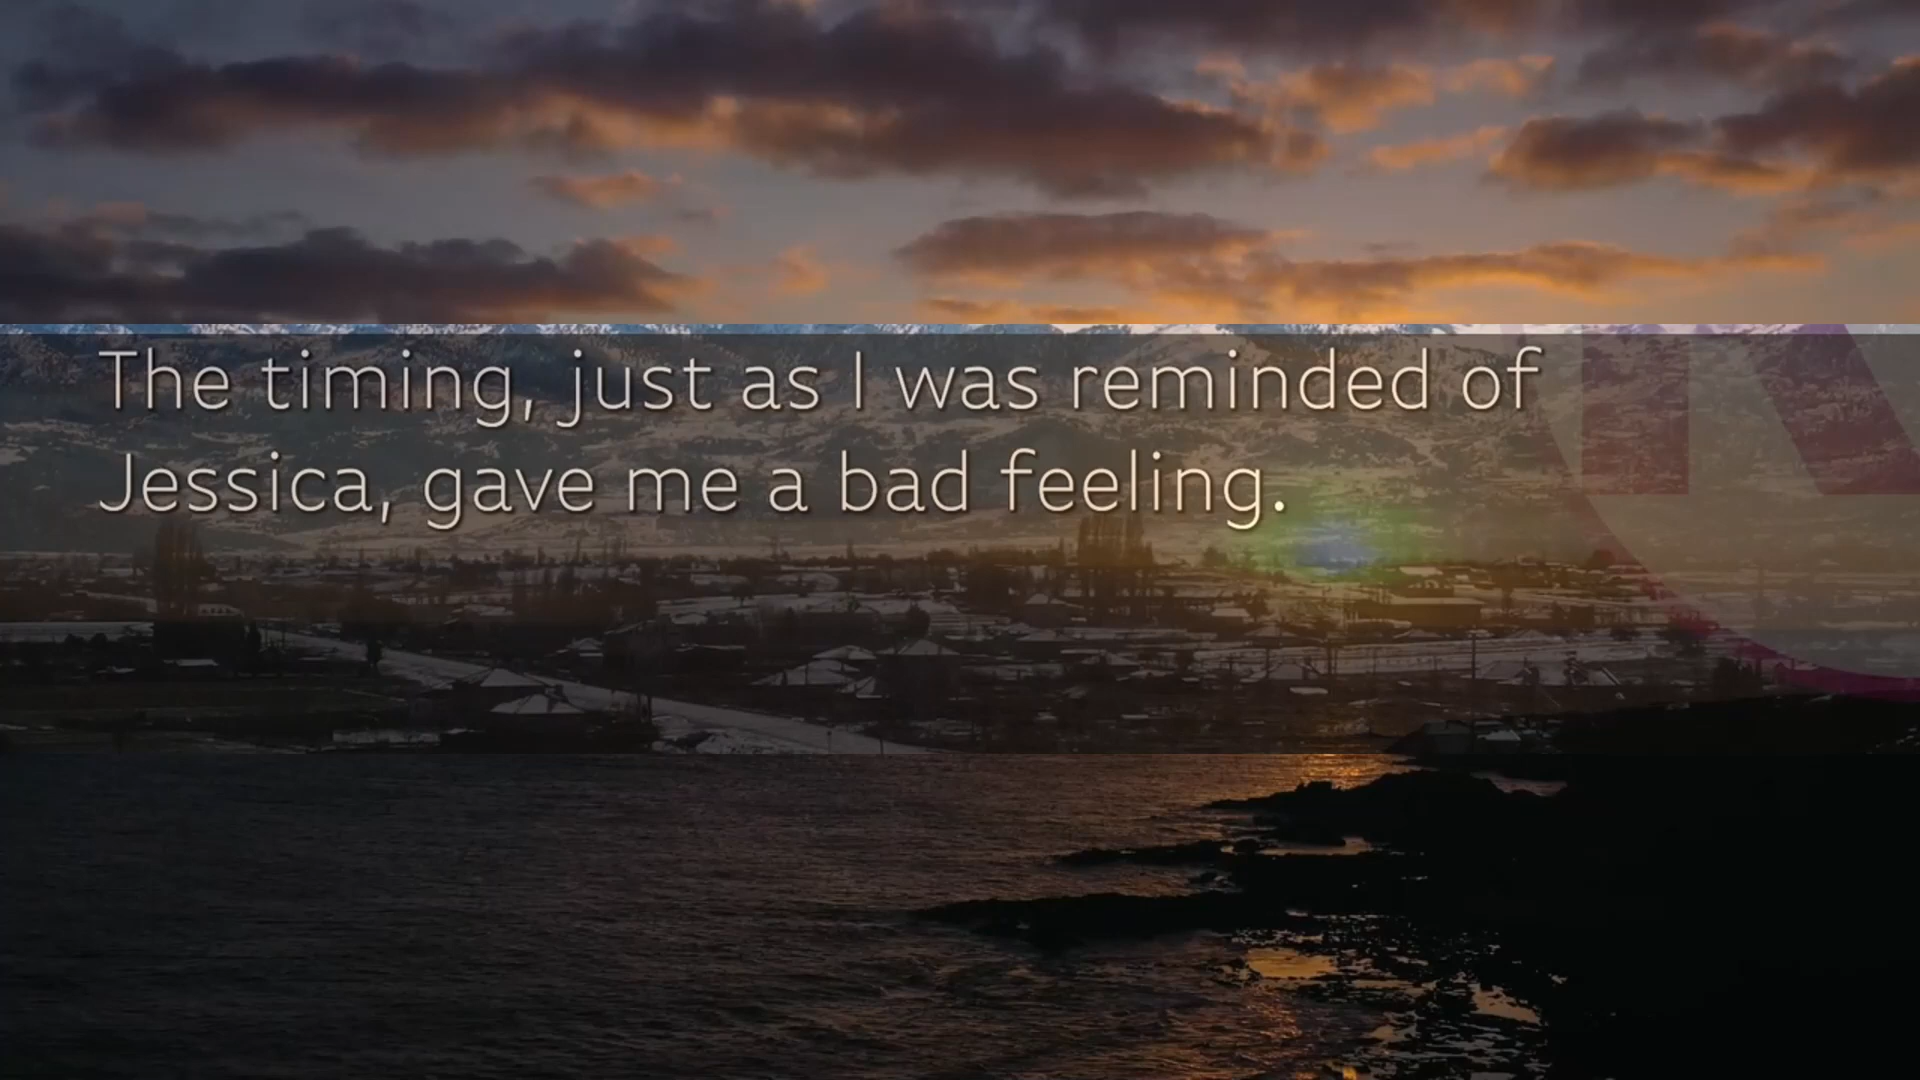 The timing, just as I was reminded of
Jessica, gave me a bad feeling.